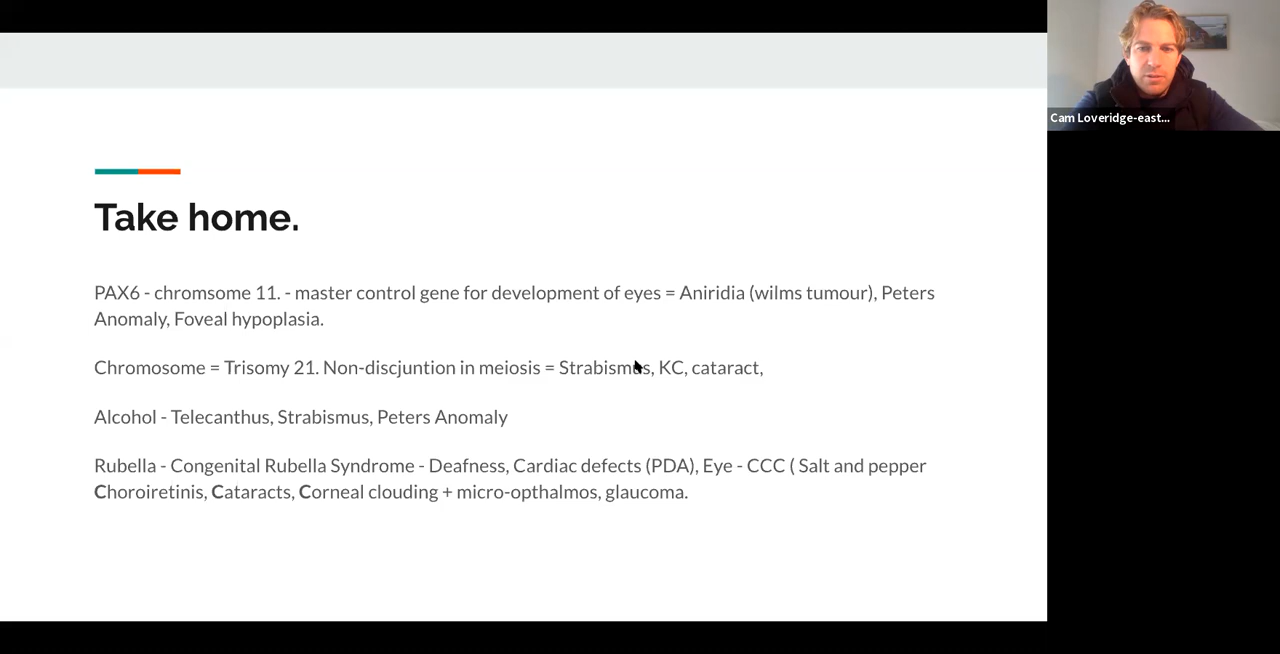 Cam Loveridge-east...
Take home.
PAX6 - chromsome 11. - master control gene for development of eyes = Aniridia (wilms tumour), Peters
Anomaly, Foveal hypoplasia.
Chromosome = Trisomy 21. Non-discjuntion in meiosis = Strabismus, KC, cataract,
Alcohol - Telecanthus, Strabismus, Peters Anomaly
Rubella - Congenital Rubella Syndrome - Deafness, Cardiac defects (PDA), Eye - CCC ( Salt and pepper
Choroiretinis, Cataracts, Corneal clouding + micro-opthalmos, glaucoma.